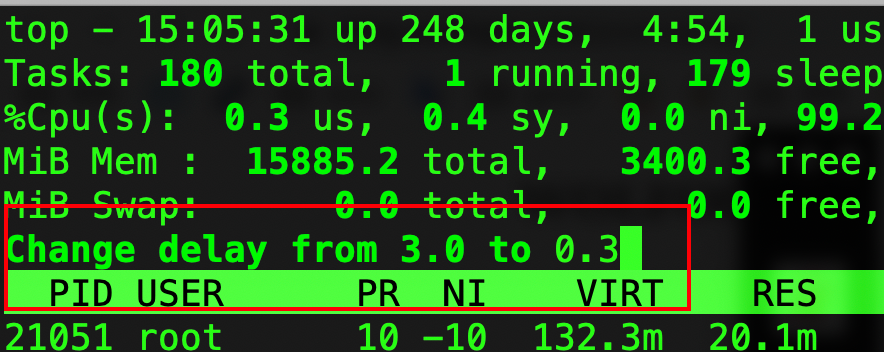 top - 15:05:31 up 248 days,  4:54,  1 us
Tasks: 180 total,   1 running, 179 sleep
%Cpu(s):  0.3 us,  0.4 sy,  0.0 ni, 99.2
MiB Mem :  15885.2 total,   3400.3 free,
MiB Swap:      0.0 total,      0.0 free,
Change delay from 3.0 to 0.3
  PID USER      PR  NI    VIRT    RES
21051 root      10 -10  132.3m  20.1m